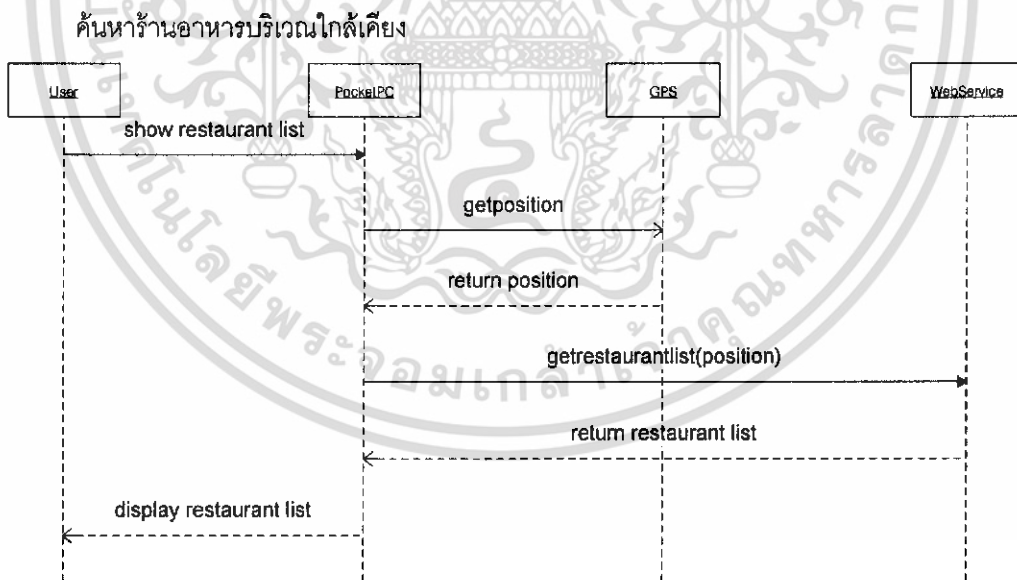 ค้นหาร้านอาหารบริเวณใกล้เคียง
User PocketPC GPS WebService
show restaurant list
getposition
return position
getrestaurantlist(position)
return restaurant list
display restaurant list